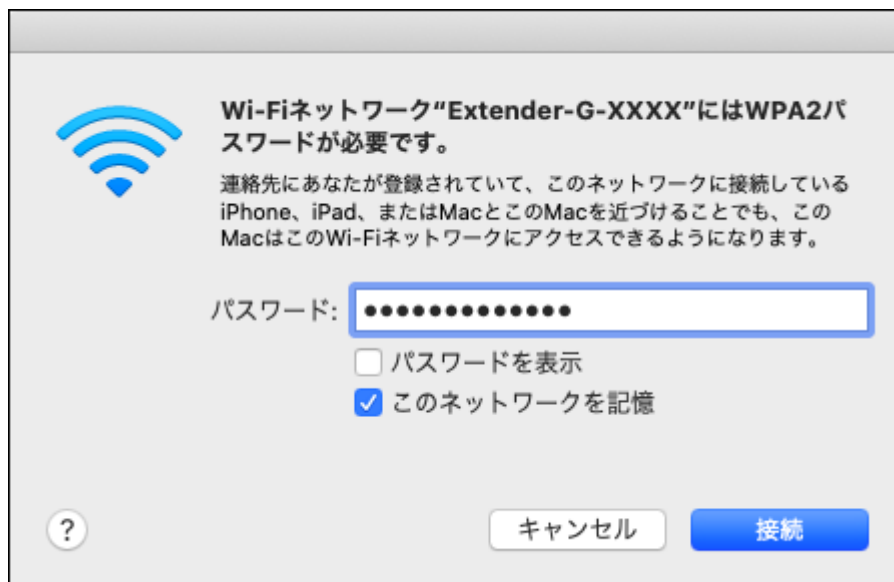 Wi-Fiネットワーク“Extender-G-XXXX”にはWPA2パ
スワードが必要です。
連絡先にあなたが登録されていて、このネットワークに接続している
iPhone、iPad、またはMacとこのMacを近づけることでも、この
MacはこのWi-Fiネットワークにアクセスできるようになります。
パスワード: •••••••••••••
パスワードを表示
このネットワークを記憶
? キャンセル 接続